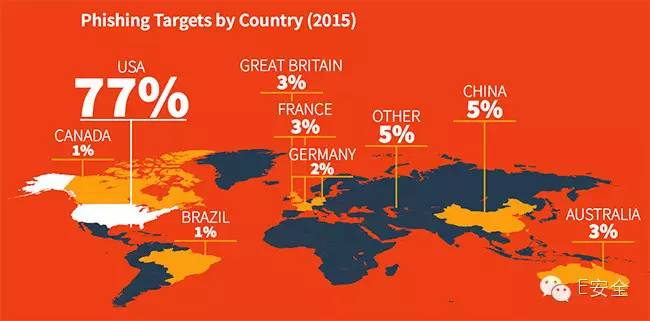 Phishing Targets by Country (2015)
USA
77%
GREAT BRITAIN
3%
FRANCE
3%
GERMANY
2%
OTHER
5%
CHINA
5%
CANADA
1%
BRAZIL
1%
AUSTRALIA
3%
E安全